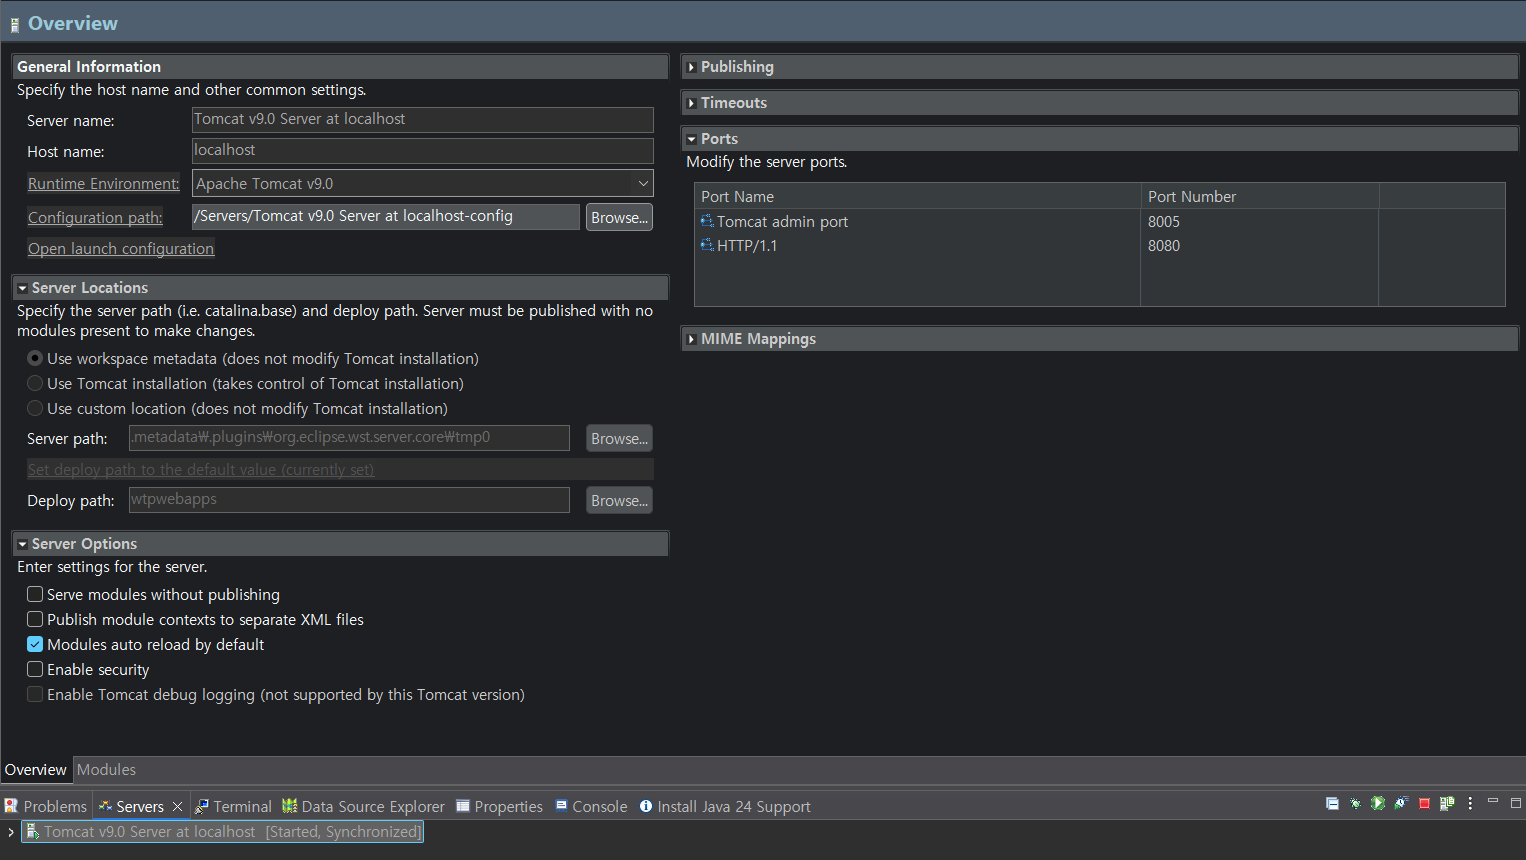 Overview
General Information
Specify the host name and other common settings.
Server name: Tomcat v9.0 Server at localhost
Host name: localhost
Runtime Environment: Apache Tomcat v9.0
Configuration path: /Servers/Tomcat v9.0 Server at localhost-config Browse...
Open launch configuration
Server Locations
Specify the server path (i.e. catalina.base) and deploy path. Server must be published with no
modules present to make changes.
Use workspace metadata (does not modify Tomcat installation)
Use Tomcat installation (takes control of Tomcat installation)
Use custom location (does not modify Tomcat installation)
Server path: .metadata₩.plugins₩org.eclipse.wst.server.core₩tmp0 Browse...
Set deploy path to the default value (currently set)
Deploy path: wtpwebapps Browse...
Server Options
Enter settings for the server.
Serve modules without publishing
Publish module contexts to separate XML files
Modules auto reload by default
Enable security
Enable Tomcat debug logging (not supported by this Tomcat version)
Publishing
Timeouts
Ports
Modify the server ports.
Port Name Port Number
Tomcat admin port 8005
HTTP/1.1 8080
MIME Mappings
Overview Modules
Problems Servers Terminal Data Source Explorer Properties Console Install Java 24 Support
Tomcat v9.0 Server at localhost [Started, Synchronized]